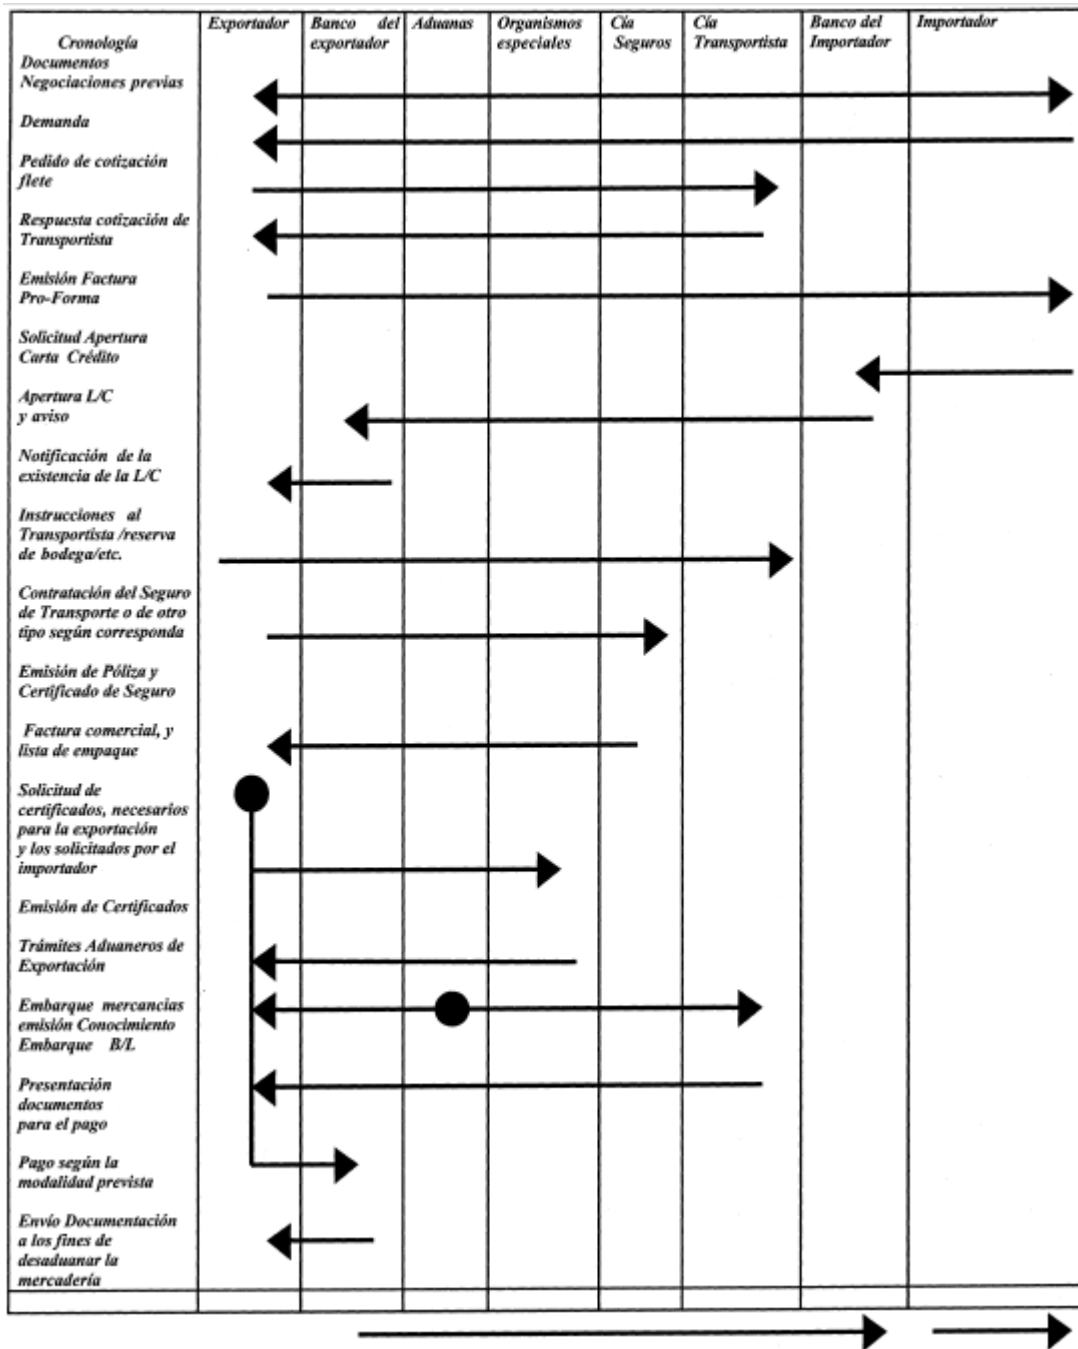 Exportador
Banco del
exportador
Aduanas
Organismos
especiales
Cía
Seguros
Cía
Transportista
Banco del
Importador
Importador
Cronología
Documentos
Negociaciones previas
Demanda
Pedido de cotización
flete
Respuesta cotización de
Transportista
Emisión Factura
Pro-Forma
Solicitud Apertura
Carta Crédito
Apertura L/C
y aviso
Notificación de la
existencia de la L/C
Instrucciones al
Transportista /reserva
de bodega/etc.
Contratación del Seguro
de Transporte o de otro
tipo según corresponda
Emisión de Póliza y
Certificado de Seguro
Factura comercial, y
lista de empaque
Solicitud de
certificados, necesarios
para la exportación
y los solicitados por el
importador
Emisión de Certificados
Trámites Aduaneros de
Exportación
Embarque mercancias
emisión Conocimiento
Embarque B/L
Presentación
documentos
para el pago
Pago según la
modalidad prevista
Envío Documentación
a los fines de
desaduanar la
mercadería